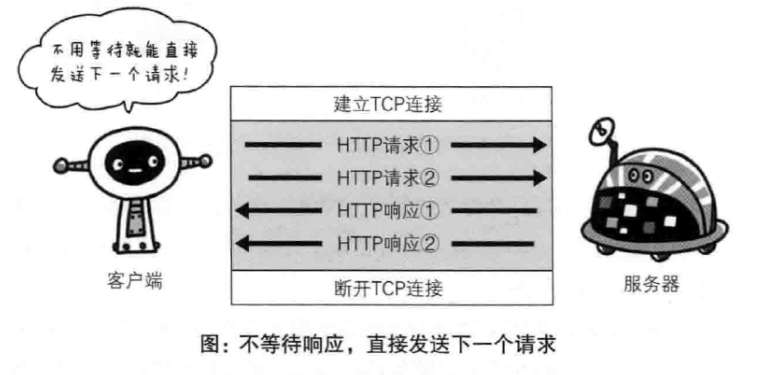 不用等待就能直接
发送下一个请求!
建立TCP连接
HTTP请求①
HTTP请求②
HTTP响应①
HTTP响应②
断开TCP连接
客户端
服务器
图：不等待响应，直接发送下一个请求